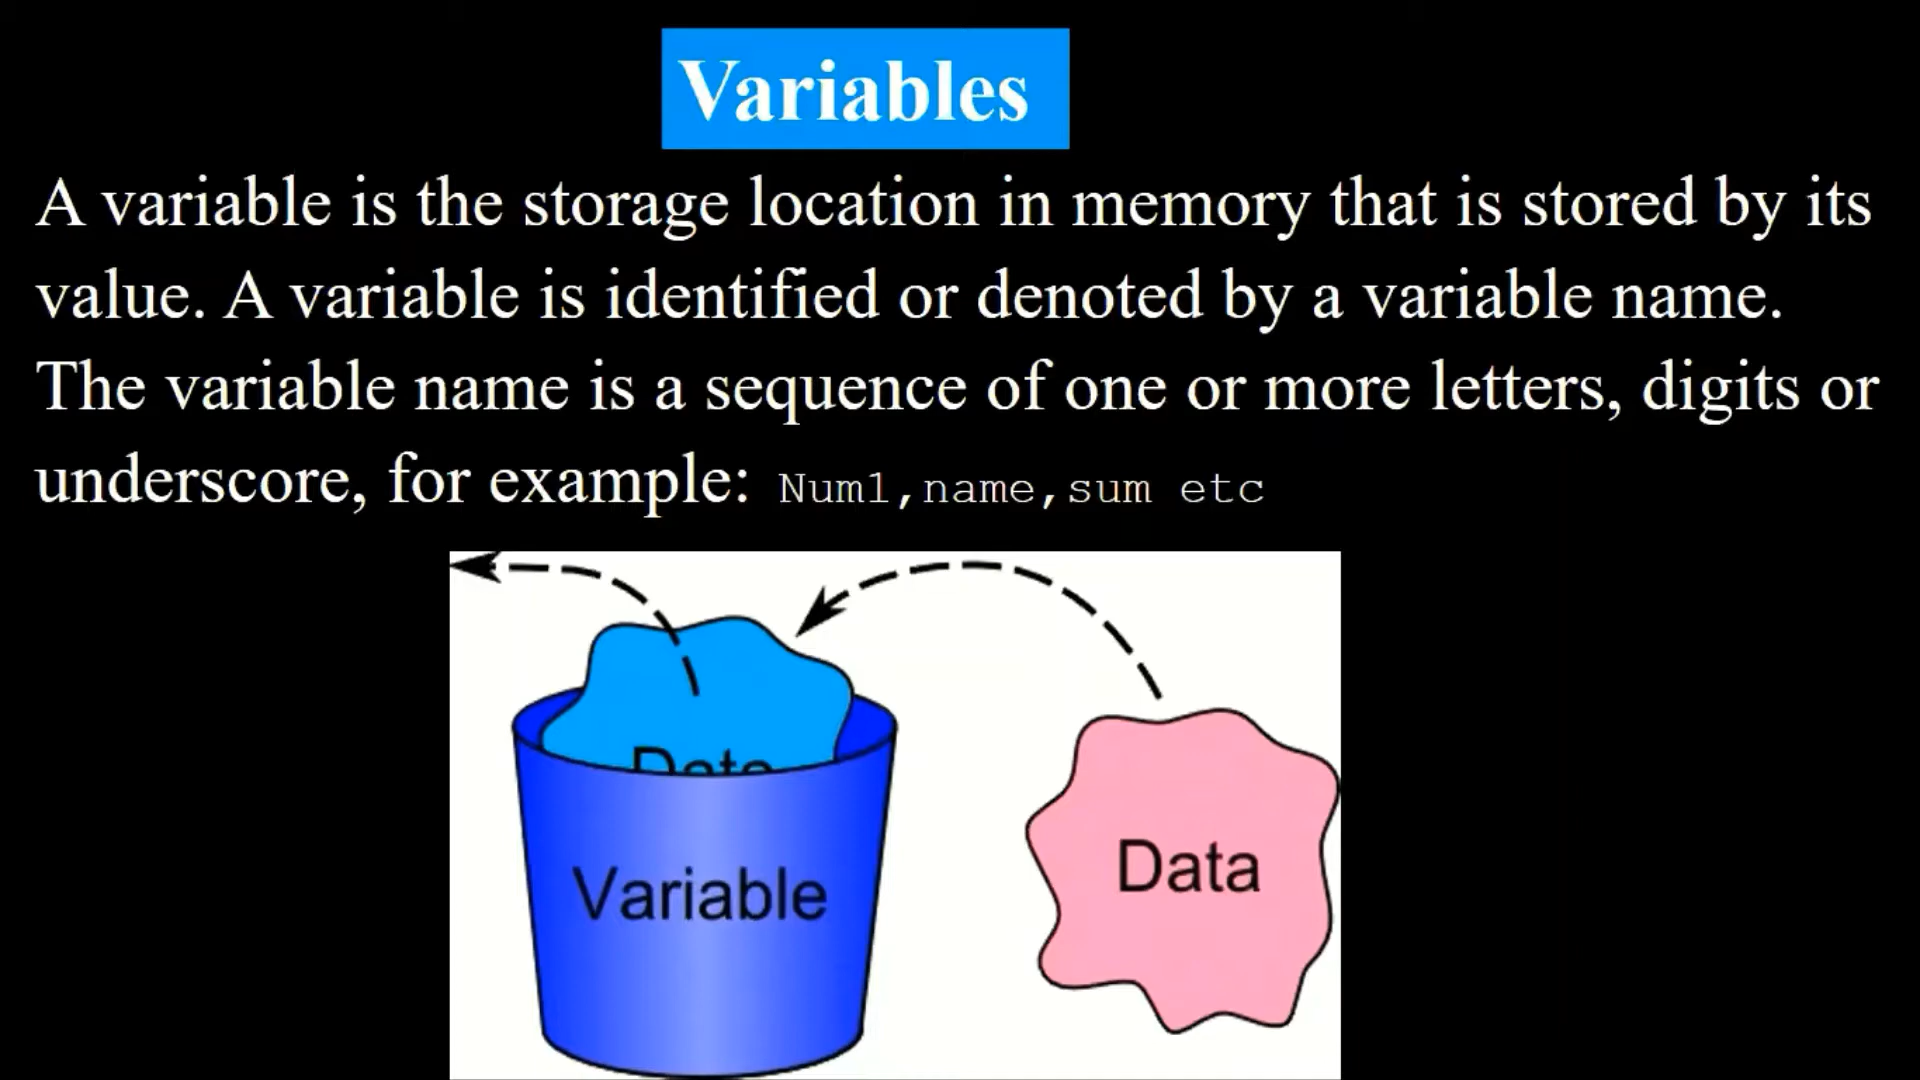 Variables
A variable is the storage location in memory that is stored by its
value. A variable is identified or denoted by a variable name.
The variable name is a sequence of one or more letters, digits or
underscore, for example: Num1,name,sum etc
Data
Variable
Data